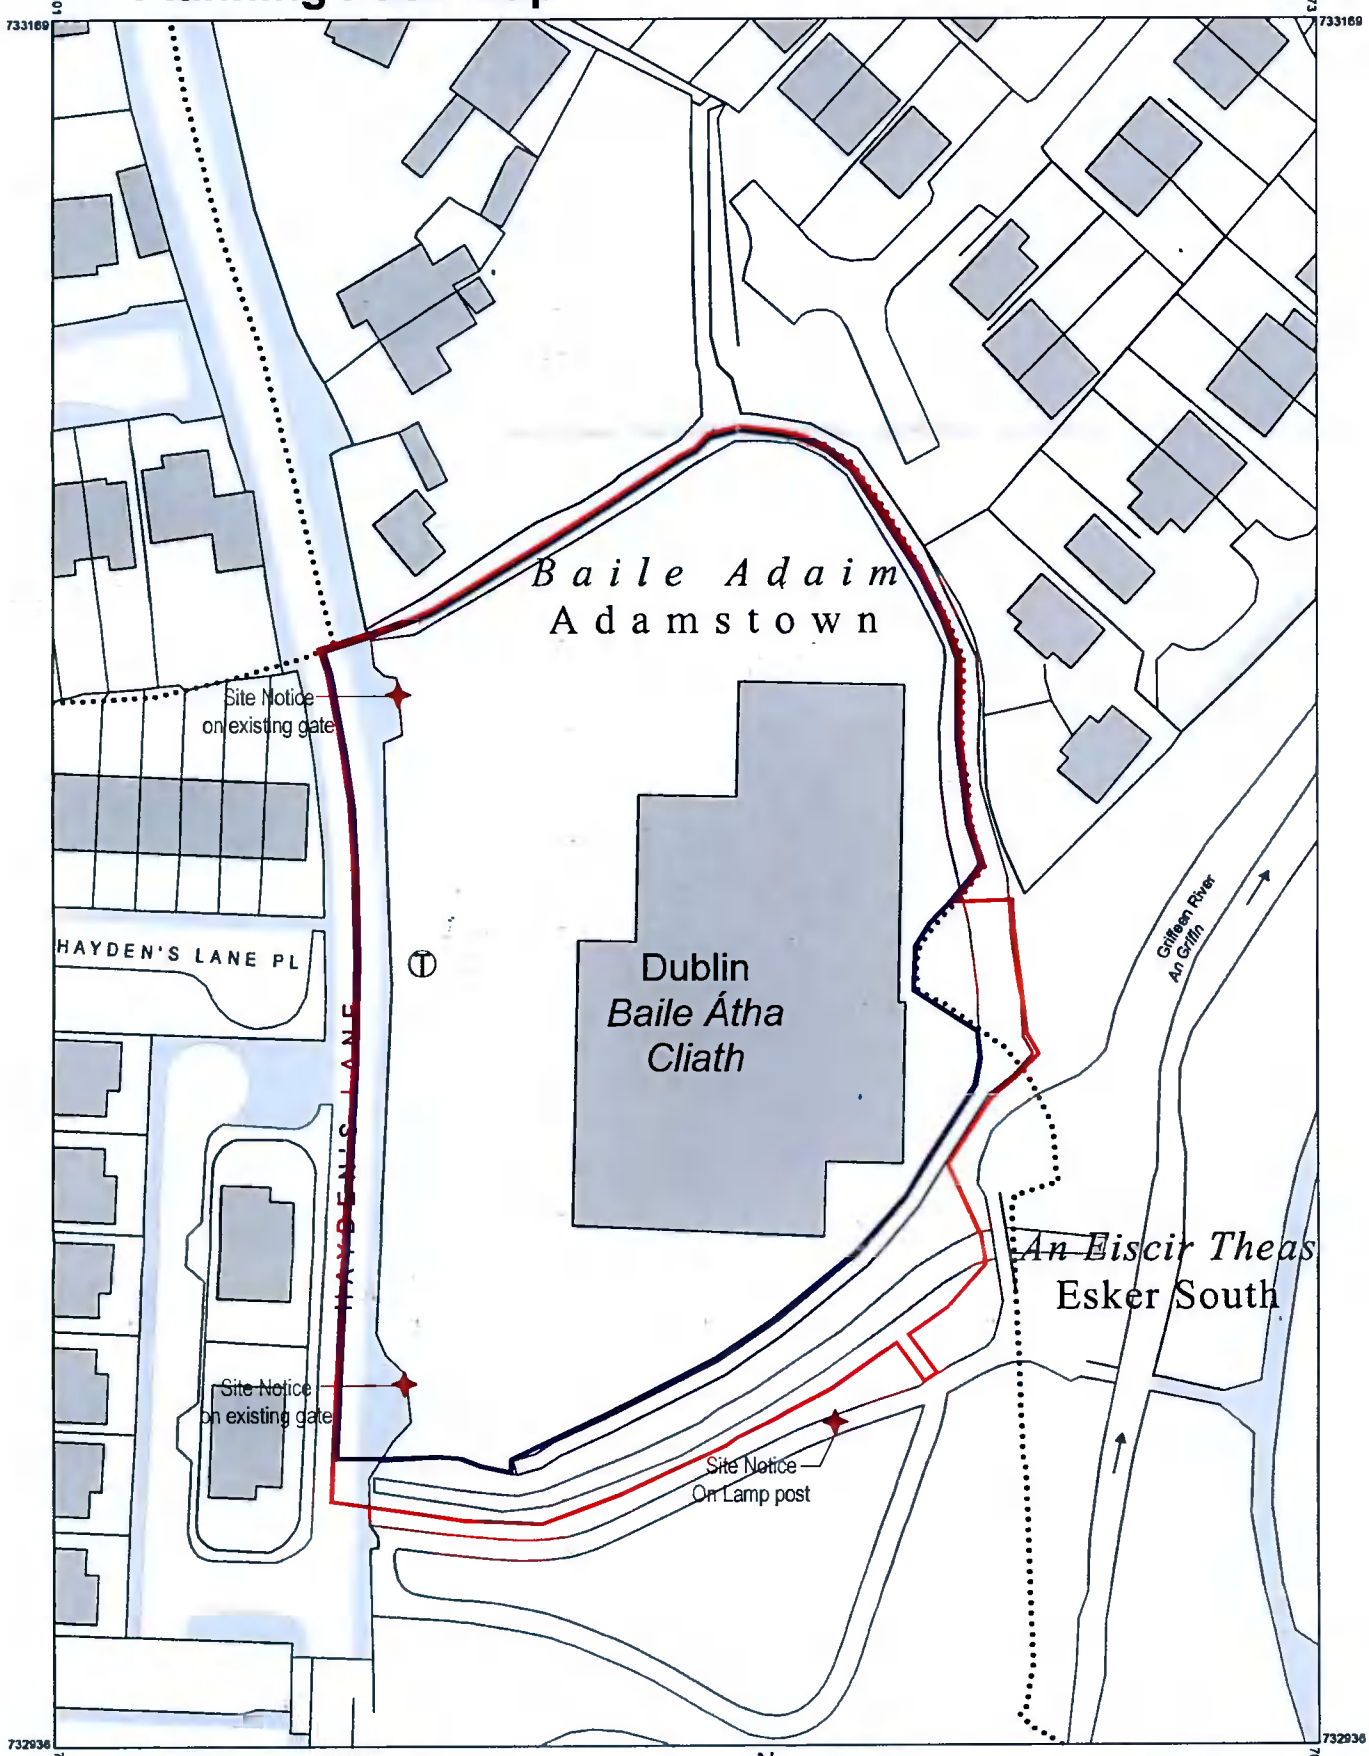 733169
733169
Baile Adaim
Adamstown
Site Notice
on existing gate
HAYDEN'S LANE PL
T
Dublin
Baile Átha
Cliath
HAYDEN'S LANE
Griffeen River
An Grifín
An Eiscir Theas
Esker South
Site Notice
on existing gate
Site Notice
On Lamp post
732936
732936